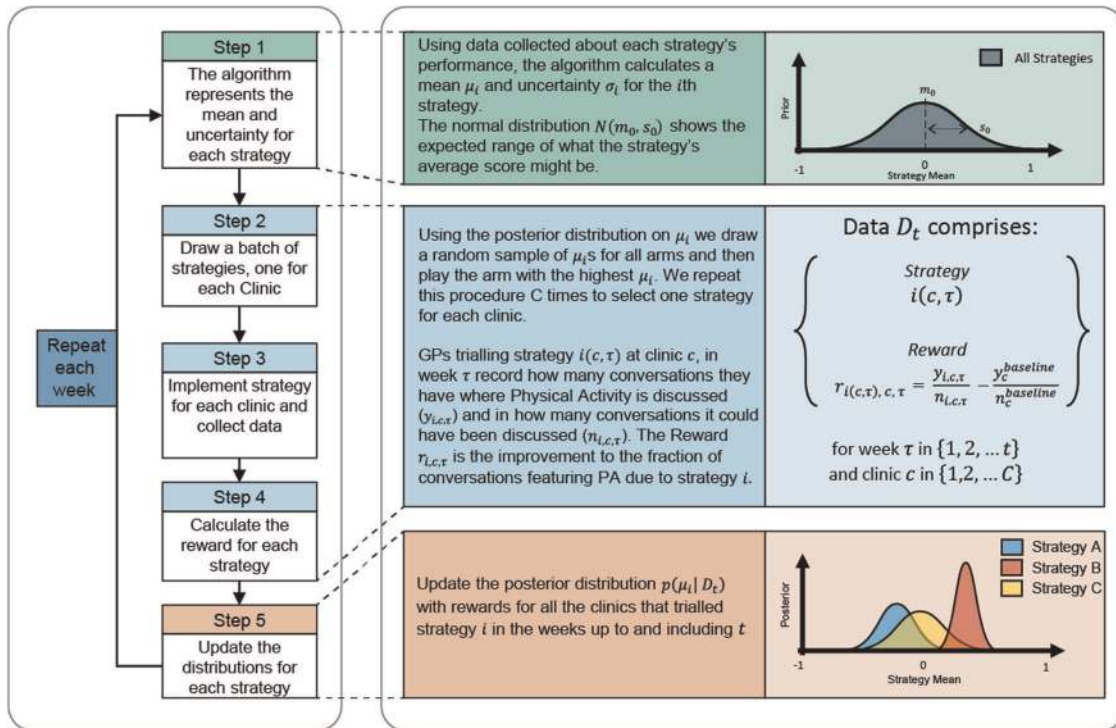 Repeat
each
week
Step 1
The algorithm
represents the
mean and
uncertainty for
each strategy
Step 2
Draw a batch of
strategies, one for
each Clinic
Step 3
Implement strategy
for each clinic and
collect data
Step 4
Calculate the
reward for each
strategy
Step 5
Update the
distributions for
each strategy
Using data collected about each strategy's
performance, the algorithm calculates a
mean μᵢ and uncertainty σᵢ for the ith
strategy.
The normal distribution N(m₀, s₀) shows the
expected range of what the strategy's
average score might be.
All Strategies
Prior
m₀
s₀
-1 0 1
Strategy Mean
Using the posterior distribution on μᵢ we draw
a random sample of μᵢs for all arms and then
play the arm with the highest μᵢ. We repeat
this procedure C times to select one strategy
for each clinic.
GPs trialling strategy i(c, τ) at clinic c, in
week τ record how many conversations they
have where Physical Activity is discussed
(y_{i,c,τ}) and in how many conversations it could
have been discussed (n_{i,c,τ}). The Reward
r_{i,c,τ} is the improvement to the fraction of
conversations featuring PA due to strategy i.
Data D_t comprises:
Strategy
i(c, τ)
Reward
r_{i(c,τ), c, τ} = y_{i,c,τ}/n_{i,c,τ} − y_c^{baseline}/n_c^{baseline}
for week τ in {1, 2, ... t}
and clinic c in {1,2, ... C}
Update the posterior distribution p(μᵢ| D_t)
with rewards for all the clinics that trialled
strategy i in the weeks up to and including t
Strategy A
Strategy B
Strategy C
Posterior
-1 0 1
Strategy Mean